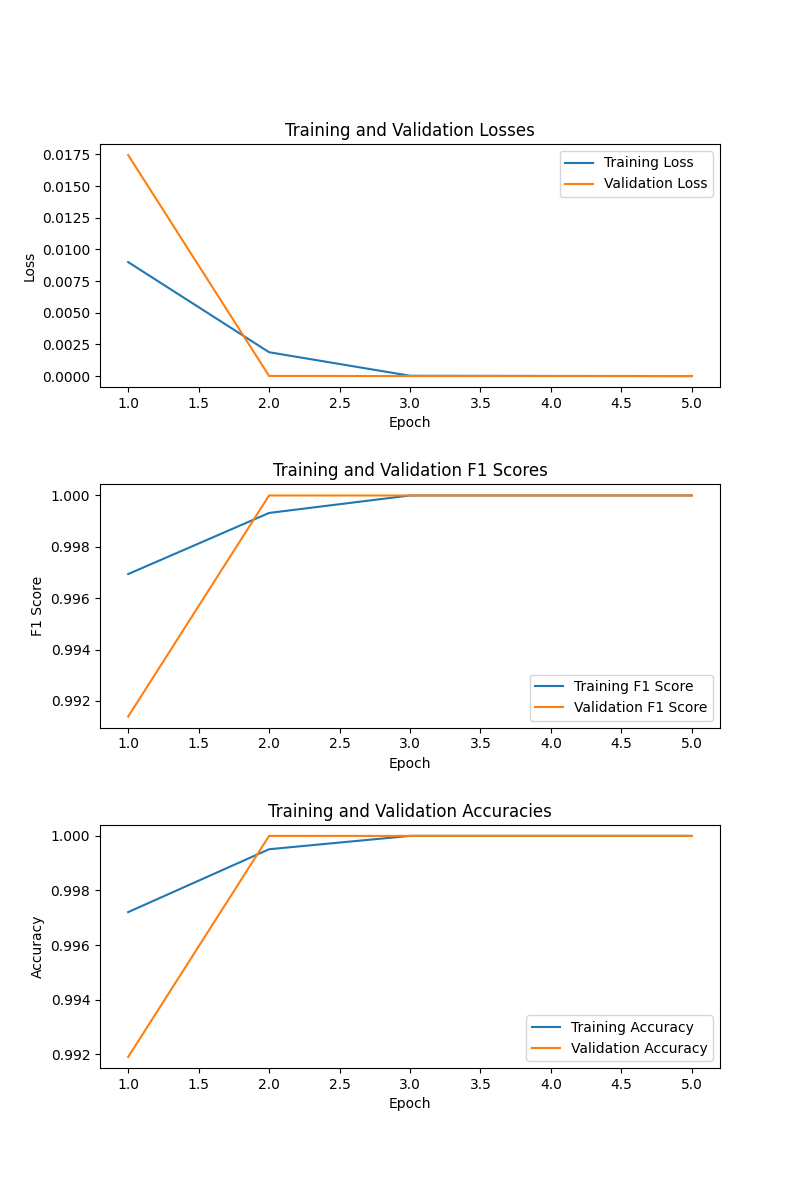 Training and Validation Losses
0.0175
0.0150
0.0125
0.0100
0.0075
0.0050
0.0025
0.0000
Loss
Training Loss
Validation Loss
1.0 1.5 2.0 2.5 3.0 3.5 4.0 4.5 5.0
Epoch
Training and Validation F1 Scores
1.000
0.998
0.996
0.994
0.992
F1 Score
Training F1 Score
Validation F1 Score
1.0 1.5 2.0 2.5 3.0 3.5 4.0 4.5 5.0
Epoch
Training and Validation Accuracies
1.000
0.998
0.996
0.994
0.992
Accuracy
Training Accuracy
Validation Accuracy
1.0 1.5 2.0 2.5 3.0 3.5 4.0 4.5 5.0
Epoch